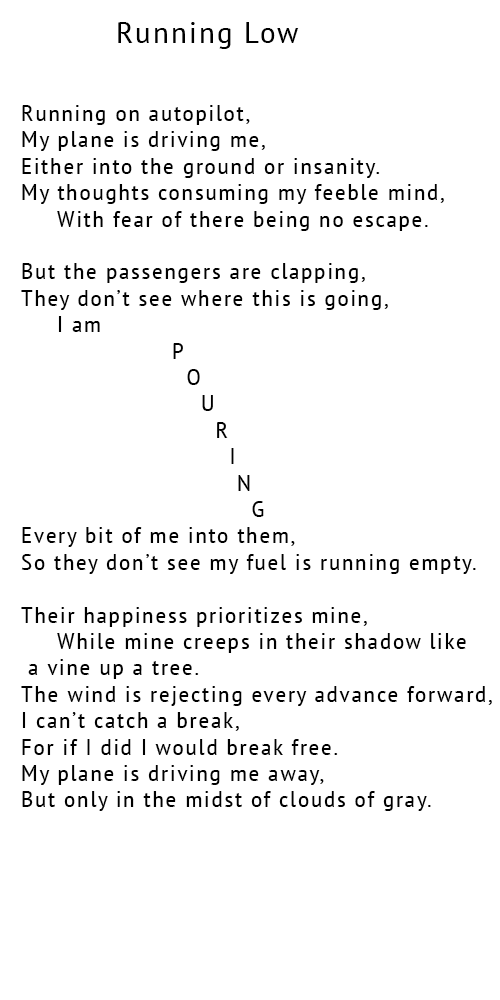 Running Low
Running on autopilot,
My plane is driving me,
Either into the ground or insanity.
My thoughts consuming my feeble mind,
With fear of there being no escape.
But the passengers are clapping,
They don’t see where this is going,
I am
P
O
U
R
I
N
G
Every bit of me into them,
So they don’t see my fuel is running empty.
Their happiness prioritizes mine,
While mine creeps in their shadow like
a vine up a tree.
The wind is rejecting every advance forward,
I can’t catch a break,
For if I did I would break free.
My plane is driving me away,
But only in the midst of clouds of gray.